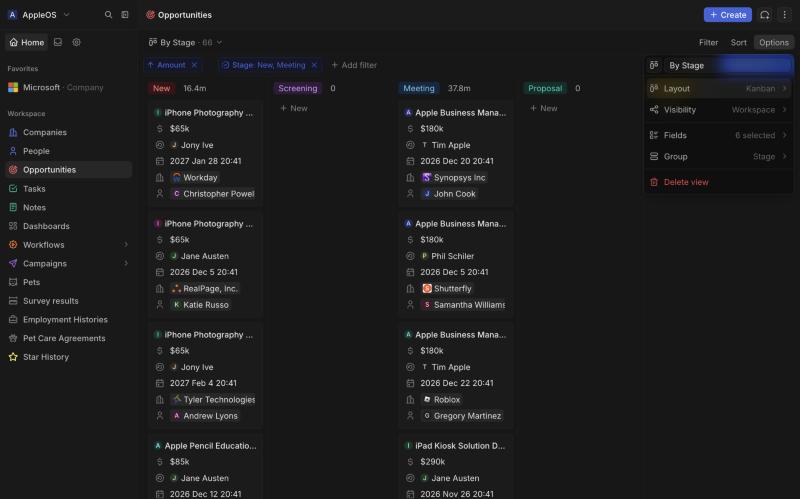 A AppleOS
Home
Favorites
Microsoft · Company
Workspace
Companies
People
Opportunities
Tasks
Notes
Dashboards
Workflows
Campaigns
Pets
Survey results
Employment Histories
Pet Care Agreements
Star History
Opportunities
+ Create
By Stage · 66
Filter Sort Options
↑ Amount ×
Stage: New, Meeting ×
+ Add filter
New 16.4m
I iPhone Photography ...
$65k
J Jony Ive
2027 Jan 28 20:41
Workday
C Christopher Powel
I iPhone Photography ...
$65k
J Jane Austen
2026 Dec 5 20:41
RealPage, Inc.
K Katie Russo
I iPhone Photography ...
$65k
J Jony Ive
2027 Feb 4 20:41
Tyler Technologies
A Andrew Lyons
A Apple Pencil Educatio...
$85k
J Jane Austen
2026 Dec 12 20:41
Screening 0
+ New
Meeting 37.8m
A Apple Business Mana...
$180k
T Tim Apple
2026 Dec 20 20:41
S Synopsys Inc
J John Cook
A Apple Business Mana...
$180k
P Phil Schiler
2026 Dec 5 20:41
Shutterfly
S Samantha Williams
A Apple Business Mana...
$180k
T Tim Apple
2026 Dec 22 20:41
Roblox
G Gregory Martinez
I iPad Kiosk Solution D...
$290k
J Jane Austen
2026 Nov 26 20:41
Proposal 0
+ New
By Stage
Layout Kanban
Visibility Workspace
Fields 6 selected
Group Stage
Delete view